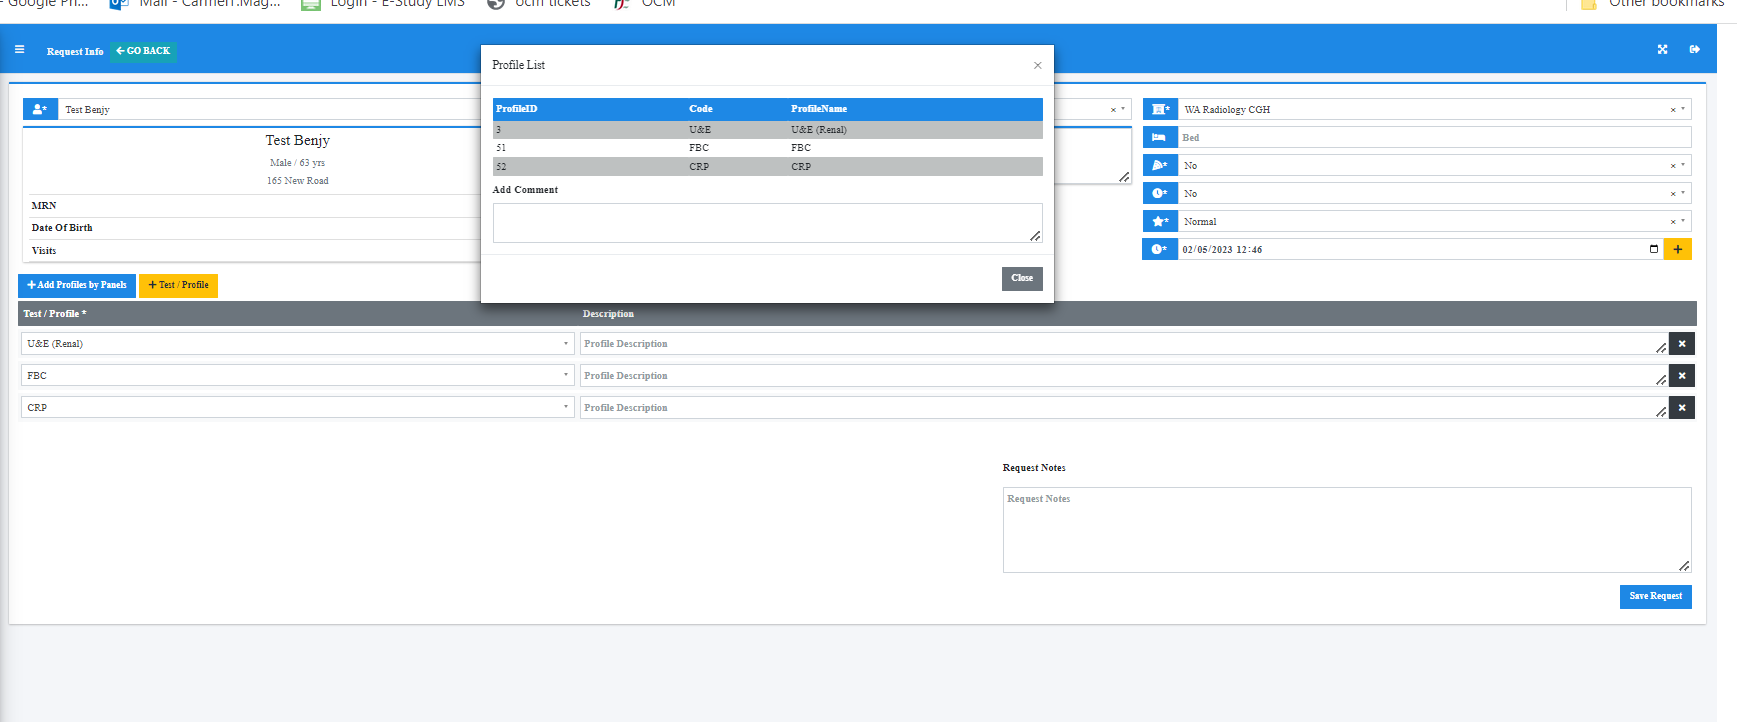 Google Ph...
Mail - Carmen.Mag...
Login - E-Study LMS
ocm tickets
OCM
Other bookmarks
Request Info
GO BACK
Profile List
×
ProfileID Code ProfileName
3 U&E U&E (Renal)
51 FBC FBC
52 CRP CRP
Add Comment
Close
* Test Benjy
Test Benjy
Male / 63 yrs
165 New Road
MRN
Date Of Birth
Visits
* WA Radiology CGH ×
Bed
* No ×
* No ×
* Normal ×
* 02/05/2023 12:46 +
+Add Profiles by Panels
+ Test / Profile
Test / Profile * Description
U&E (Renal) Profile Description ×
FBC Profile Description ×
CRP Profile Description ×
Request Notes
Request Notes
Save Request